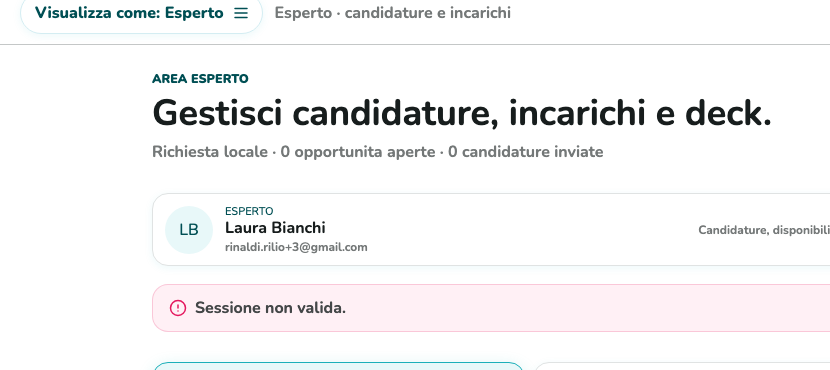 Visualizza come: Esperto
Esperto · candidature e incarichi
AREA ESPERTO
Gestisci candidature, incarichi e deck.
Richiesta locale · 0 opportunita aperte · 0 candidature inviate
LB
ESPERTO
Laura Bianchi
rinaldi.rilio+3@gmail.com
Candidature, disponibili
Sessione non valida.